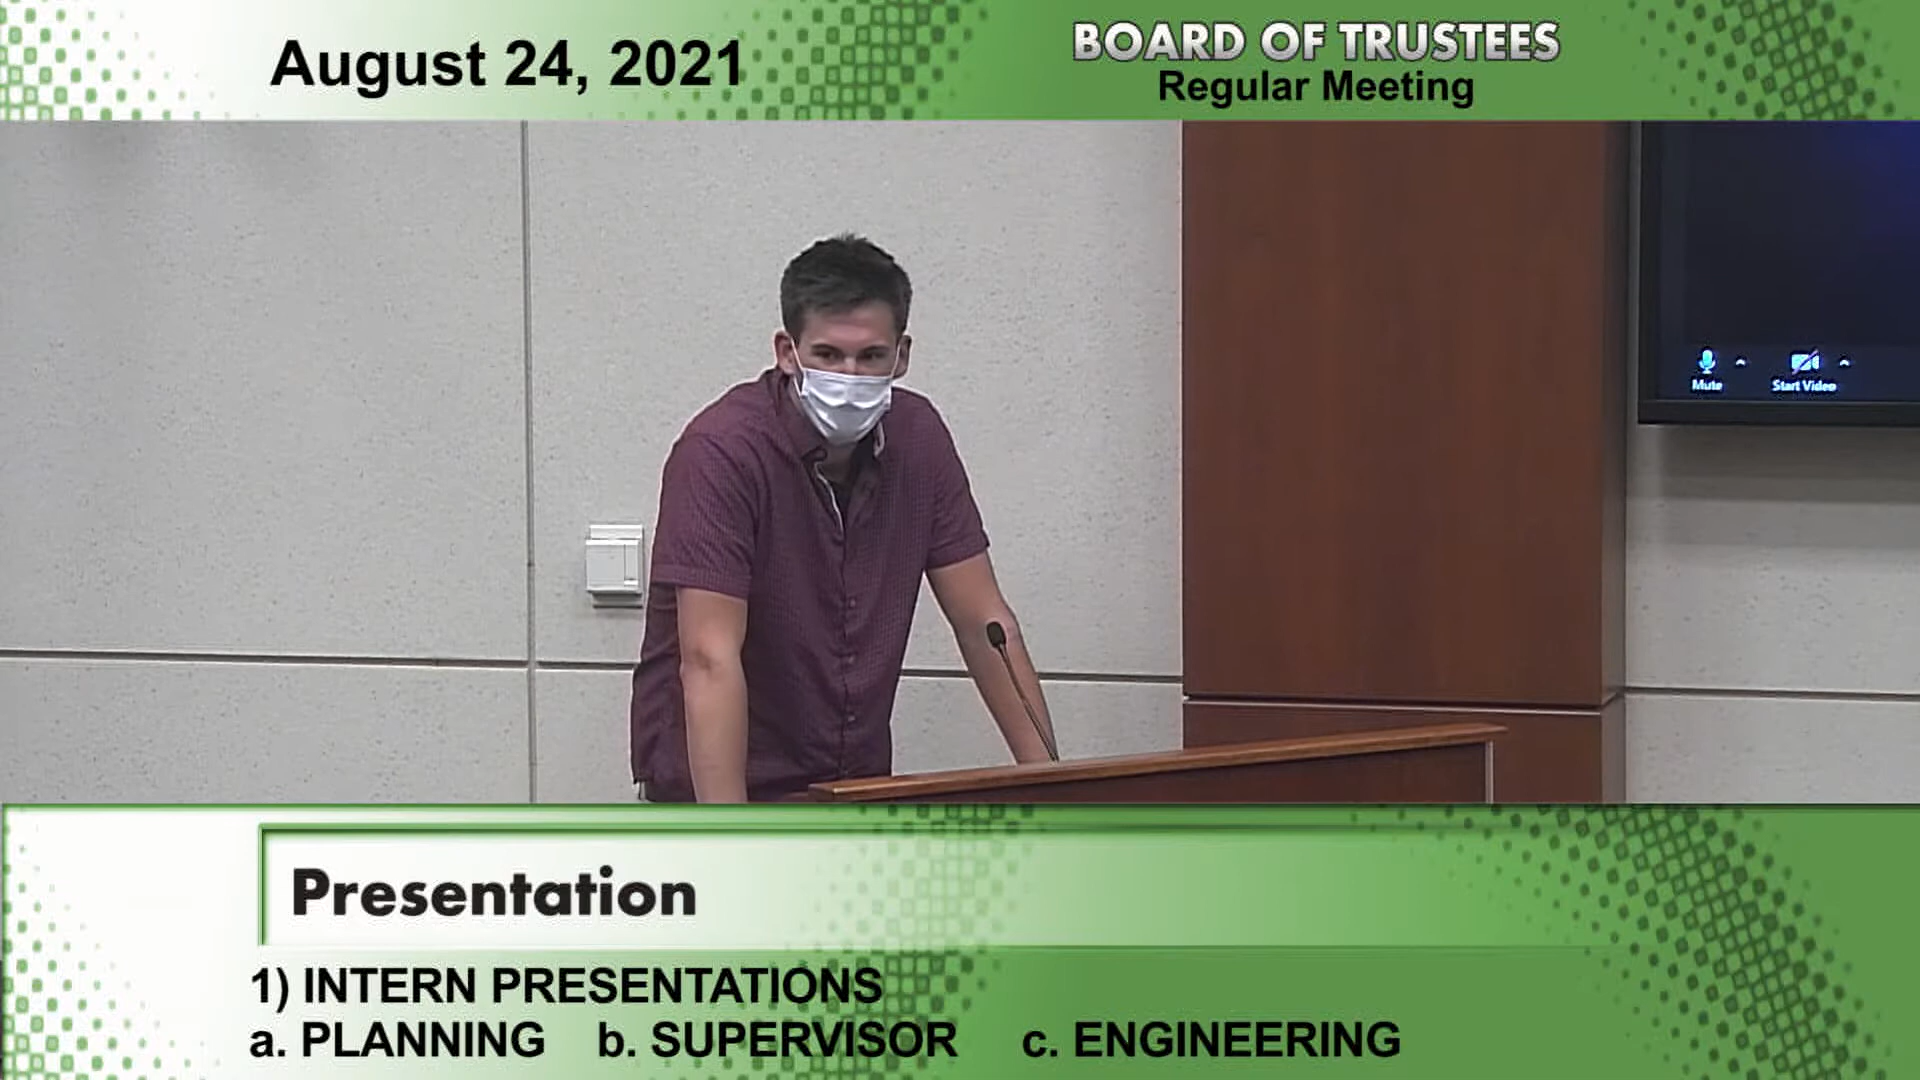 August 24, 2021
BOARD OF TRUSTEES
Regular Meeting
Mute
Start Video
Presentation
1) INTERN PRESENTATIONS
a. PLANNING b. SUPERVISOR c. ENGINEERING